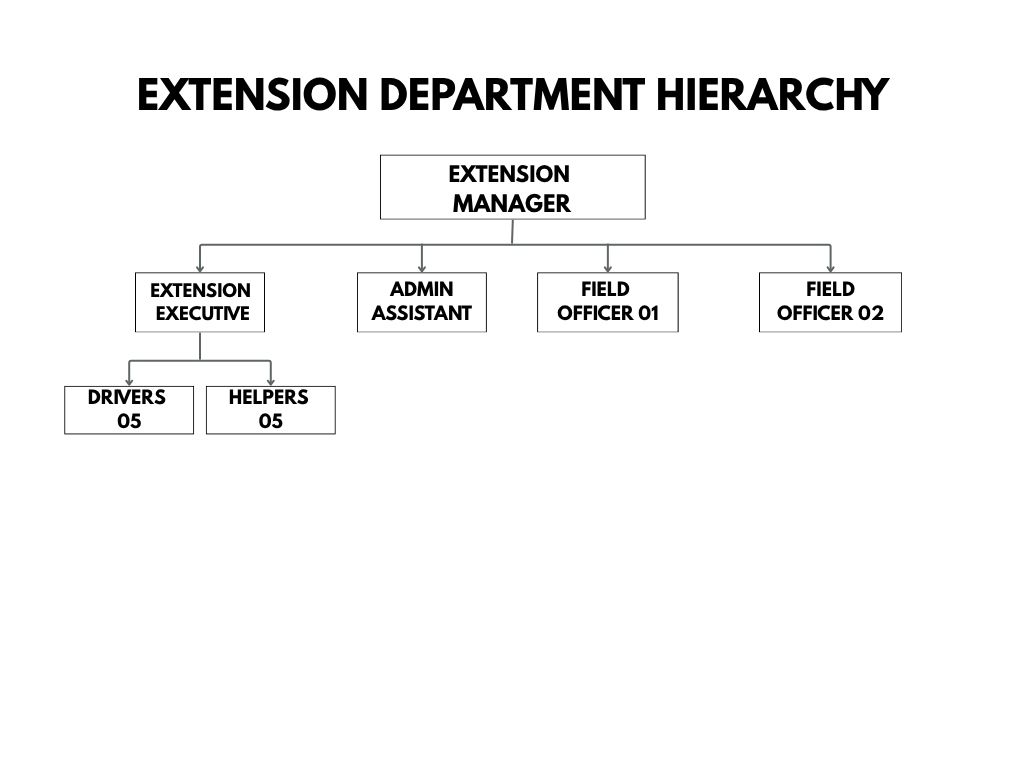 EXTENSION DEPARTMENT HIERARCHY
EXTENSION
MANAGER
EXTENSION
EXECUTIVE
ADMIN
ASSISTANT
FIELD
OFFICER 01
FIELD
OFFICER 02
DRIVERS
05
HELPERS
05